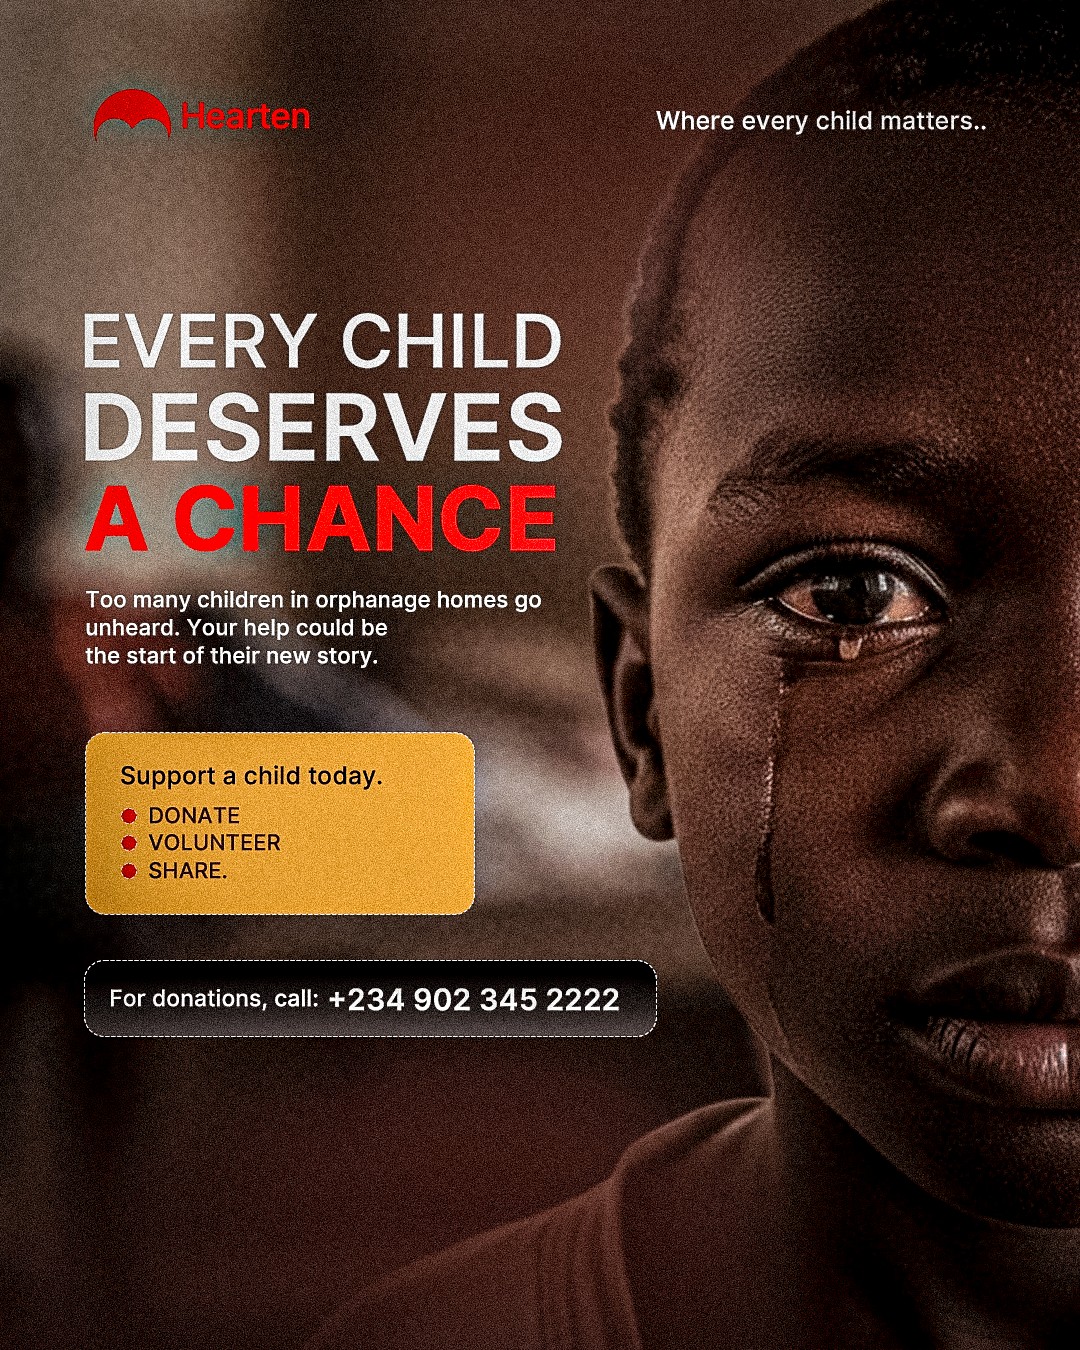 Hearten
Where every child matters..
EVERY CHILD
DESERVES
A CHANCE
Too many children in orphanage homes go
unheard. Your help could be
the start of their new story.
Support a child today.
DONATE
VOLUNTEER
SHARE.
For donations, call: +234 902 345 2222